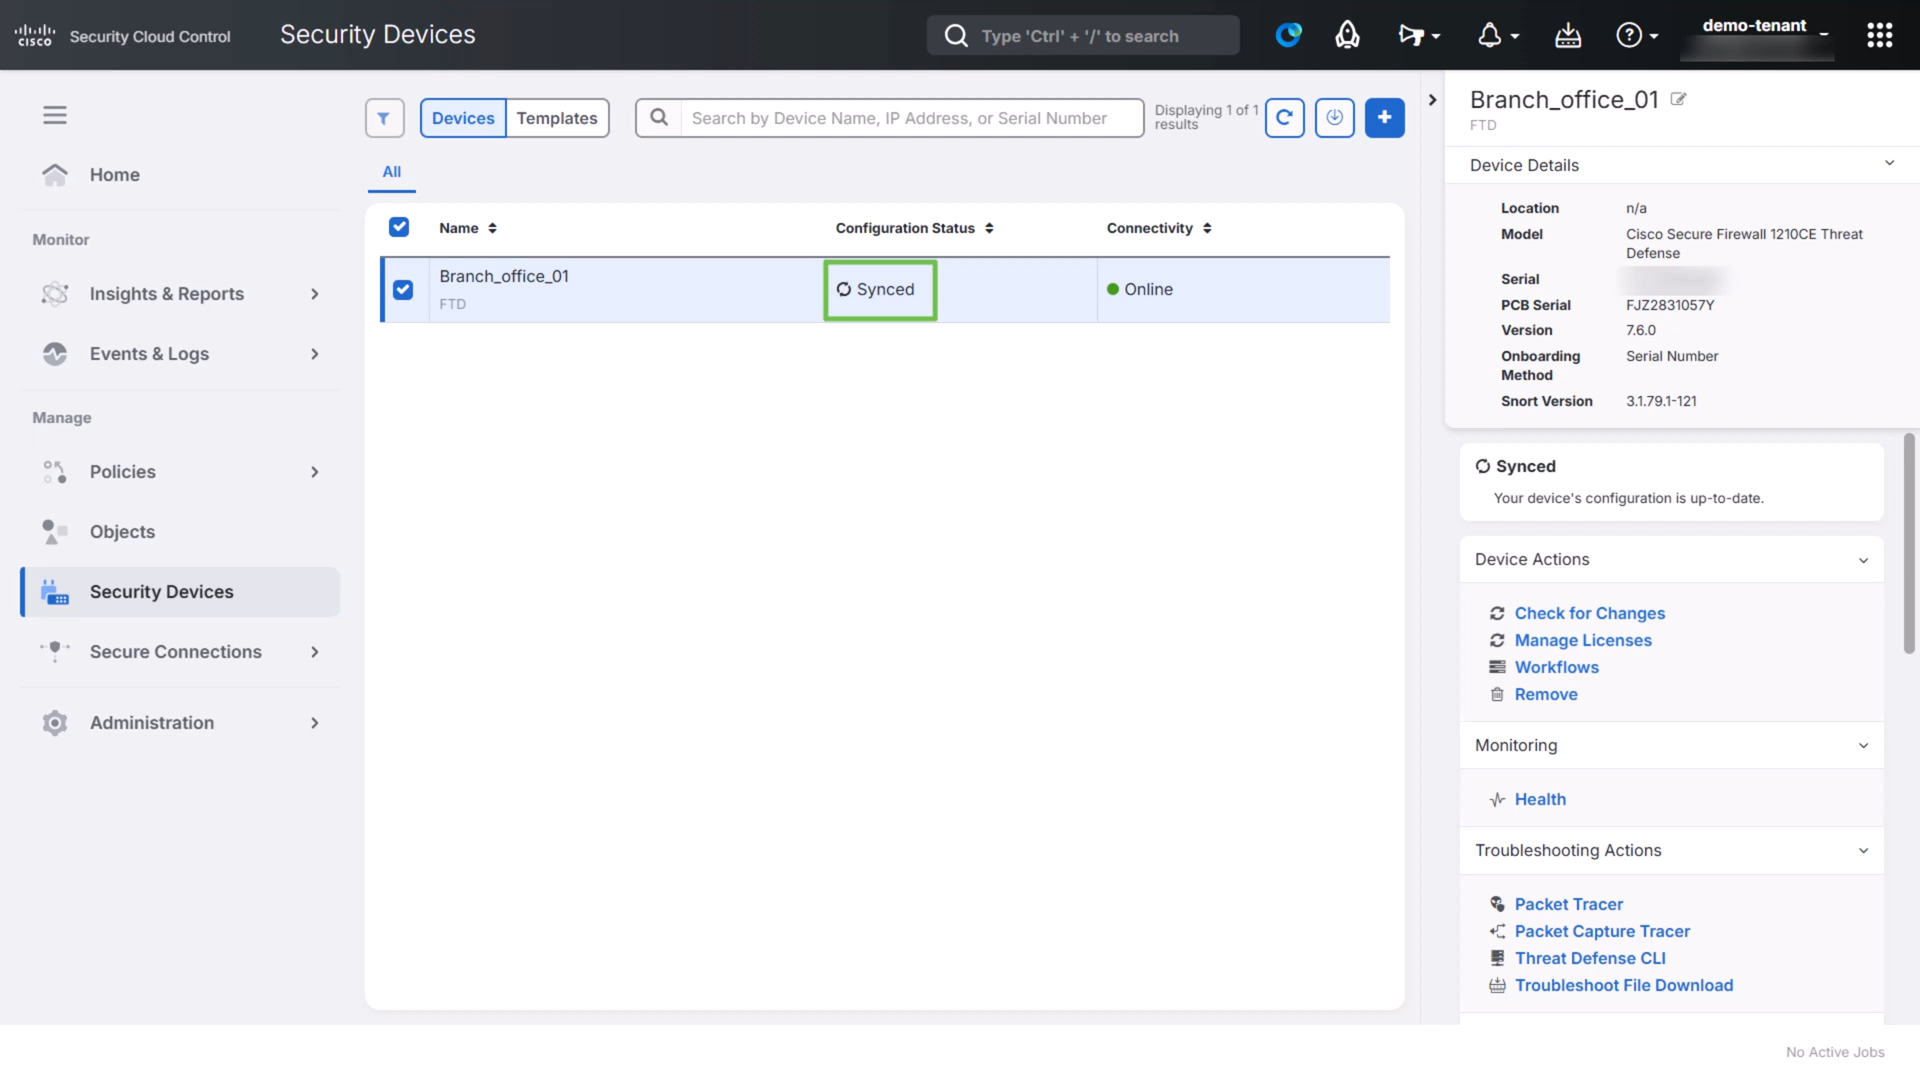 CISCO
Security Cloud Control
Security Devices
Type 'Ctrl' + '/' to search
demo-tenant
Home
Monitor
Insights & Reports
Events & Logs
Manage
Policies
Objects
Security Devices
Secure Connections
Administration
Devices
Templates
Search by Device Name, IP Address, or Serial Number
Displaying 1 of 1
results
All
Name
Configuration Status
Connectivity
Branch_office_01
FTD
Synced
Online
Branch_office_01
FTD
Device Details
Location n/a
Model Cisco Secure Firewall 1210CE Threat
Defense
Serial
PCB Serial FJZ2831057Y
Version 7.6.0
Onboarding Serial Number
Method
Snort Version 3.1.79.1-121
Synced
Your device's configuration is up-to-date.
Device Actions
Check for Changes
Manage Licenses
Workflows
Remove
Monitoring
Health
Troubleshooting Actions
Packet Tracer
Packet Capture Tracer
Threat Defense CLI
Troubleshoot File Download
No Active Jobs